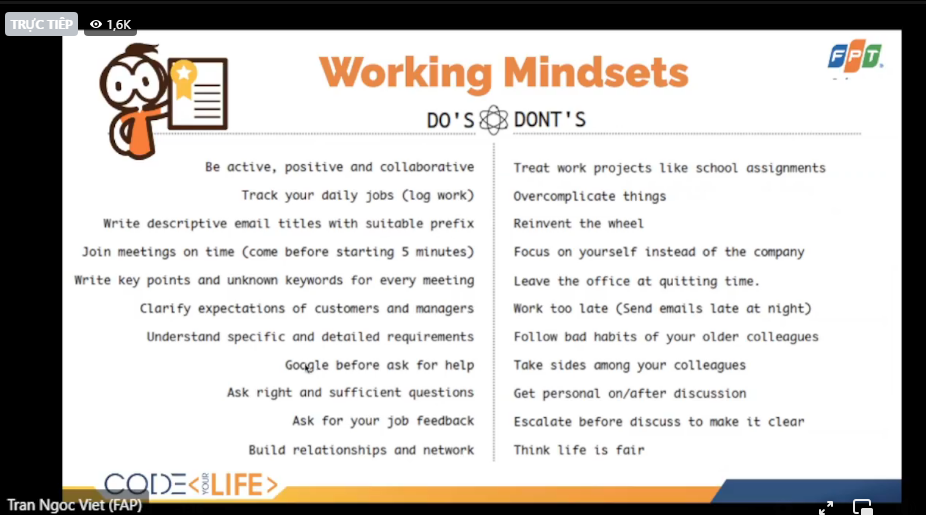 TRỰC TIẾP
1,6K
FPT
Working Mindsets
DO'S DONT'S
Be active, positive and collaborative
Track your daily jobs (log work)
Write descriptive email titles with suitable prefix
Join meetings on time (come before starting 5 minutes)
Write key points and unknown keywords for every meeting
Clarify expectations of customers and managers
Understand specific and detailed requirements
Google before ask for help
Ask right and sufficient questions
Ask for your job feedback
Build relationships and network
Treat work projects like school assignments
Overcomplicate things
Reinvent the wheel
Focus on yourself instead of the company
Leave the office at quitting time.
Work too late (Send emails late at night)
Follow bad habits of your older colleagues
Take sides among your colleagues
Get personal on/after discussion
Escalate before discuss to make it clear
Think life is fair
CODE<YOUR LIFE>
Tran Ngoc Viet (FAP)